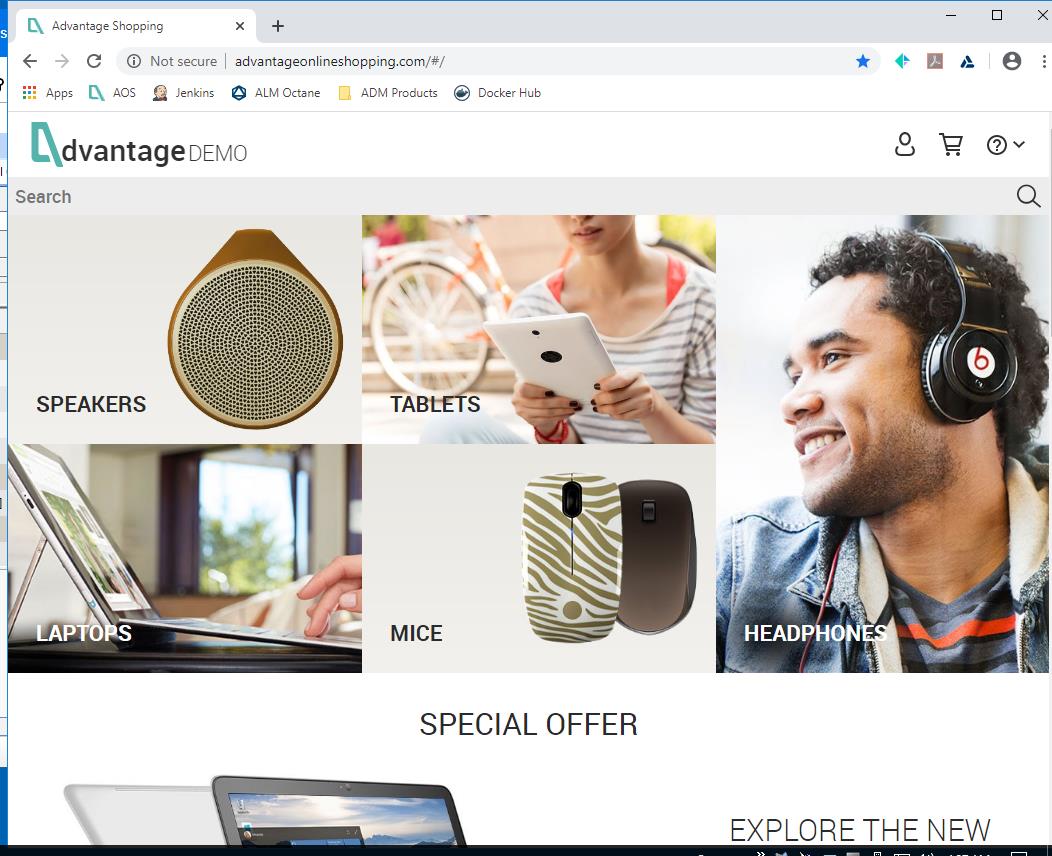 Advantage Shopping
Not secure | advantageonlineshopping.com/#/
Apps AOS Jenkins ALM Octane ADM Products Docker Hub
dvantage DEMO
Search
SPEAKERS
TABLETS
LAPTOPS
MICE
HEADPHONES
SPECIAL OFFER
EXPLORE THE NEW